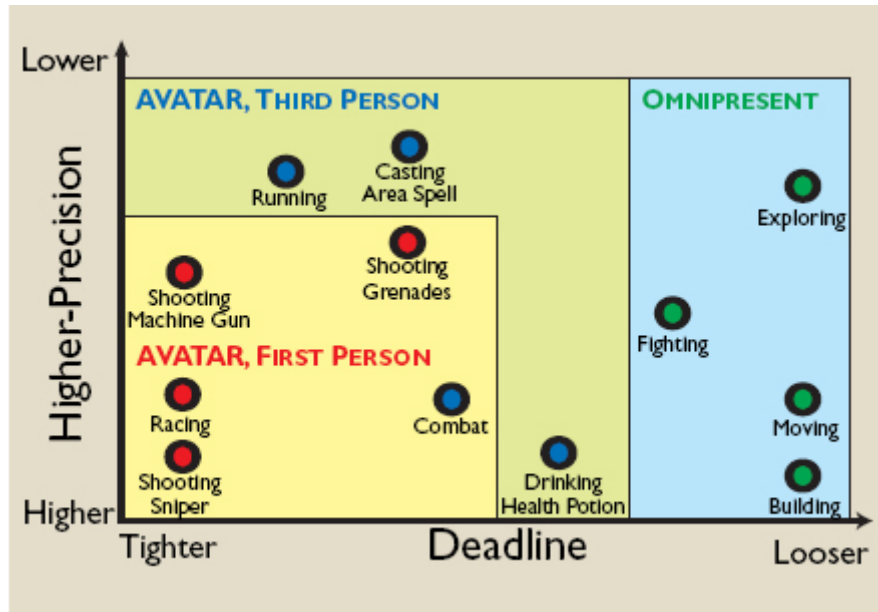 Lower
AVATAR, THIRD PERSON
OMNIPRESENT
Running
Casting
Area Spell
Exploring
Shooting
Machine Gun
Shooting
Grenades
Fighting
AVATAR, FIRST PERSON
Racing
Combat
Moving
Shooting
Sniper
Drinking
Health Potion
Building
Higher-Precision
Higher
Tighter
Deadline
Looser